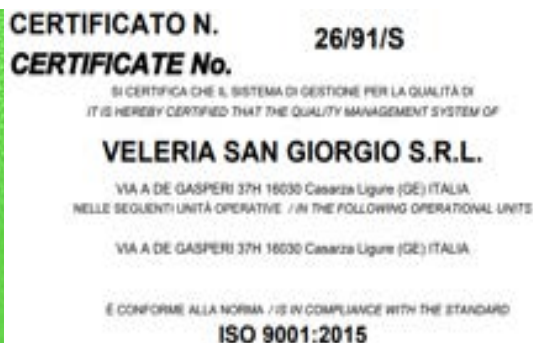 CERTIFICATO N.
26/91/S
CERTIFICATE No.
SI CERTIFICA CHE IL SISTEMA DI GESTIONE PER LA QUALITÀ DI
IT IS HEREBY CERTIFIED THAT THE QUALITY MANAGEMENT SYSTEM OF
VELERIA SAN GIORGIO S.R.L.
VIA A DE GASPERI 37H 16030 Casarza Ligure (GE) ITALIA
NELLE SEGUENTI UNITÀ OPERATIVE / IN THE FOLLOWING OPERATIONAL UNITS
VIA A DE GASPERI 37H 16030 Casarza Ligure (GE) ITALIA
È CONFORME ALLA NORMA / IS IN COMPLIANCE WITH THE STANDARD
ISO 9001:2015